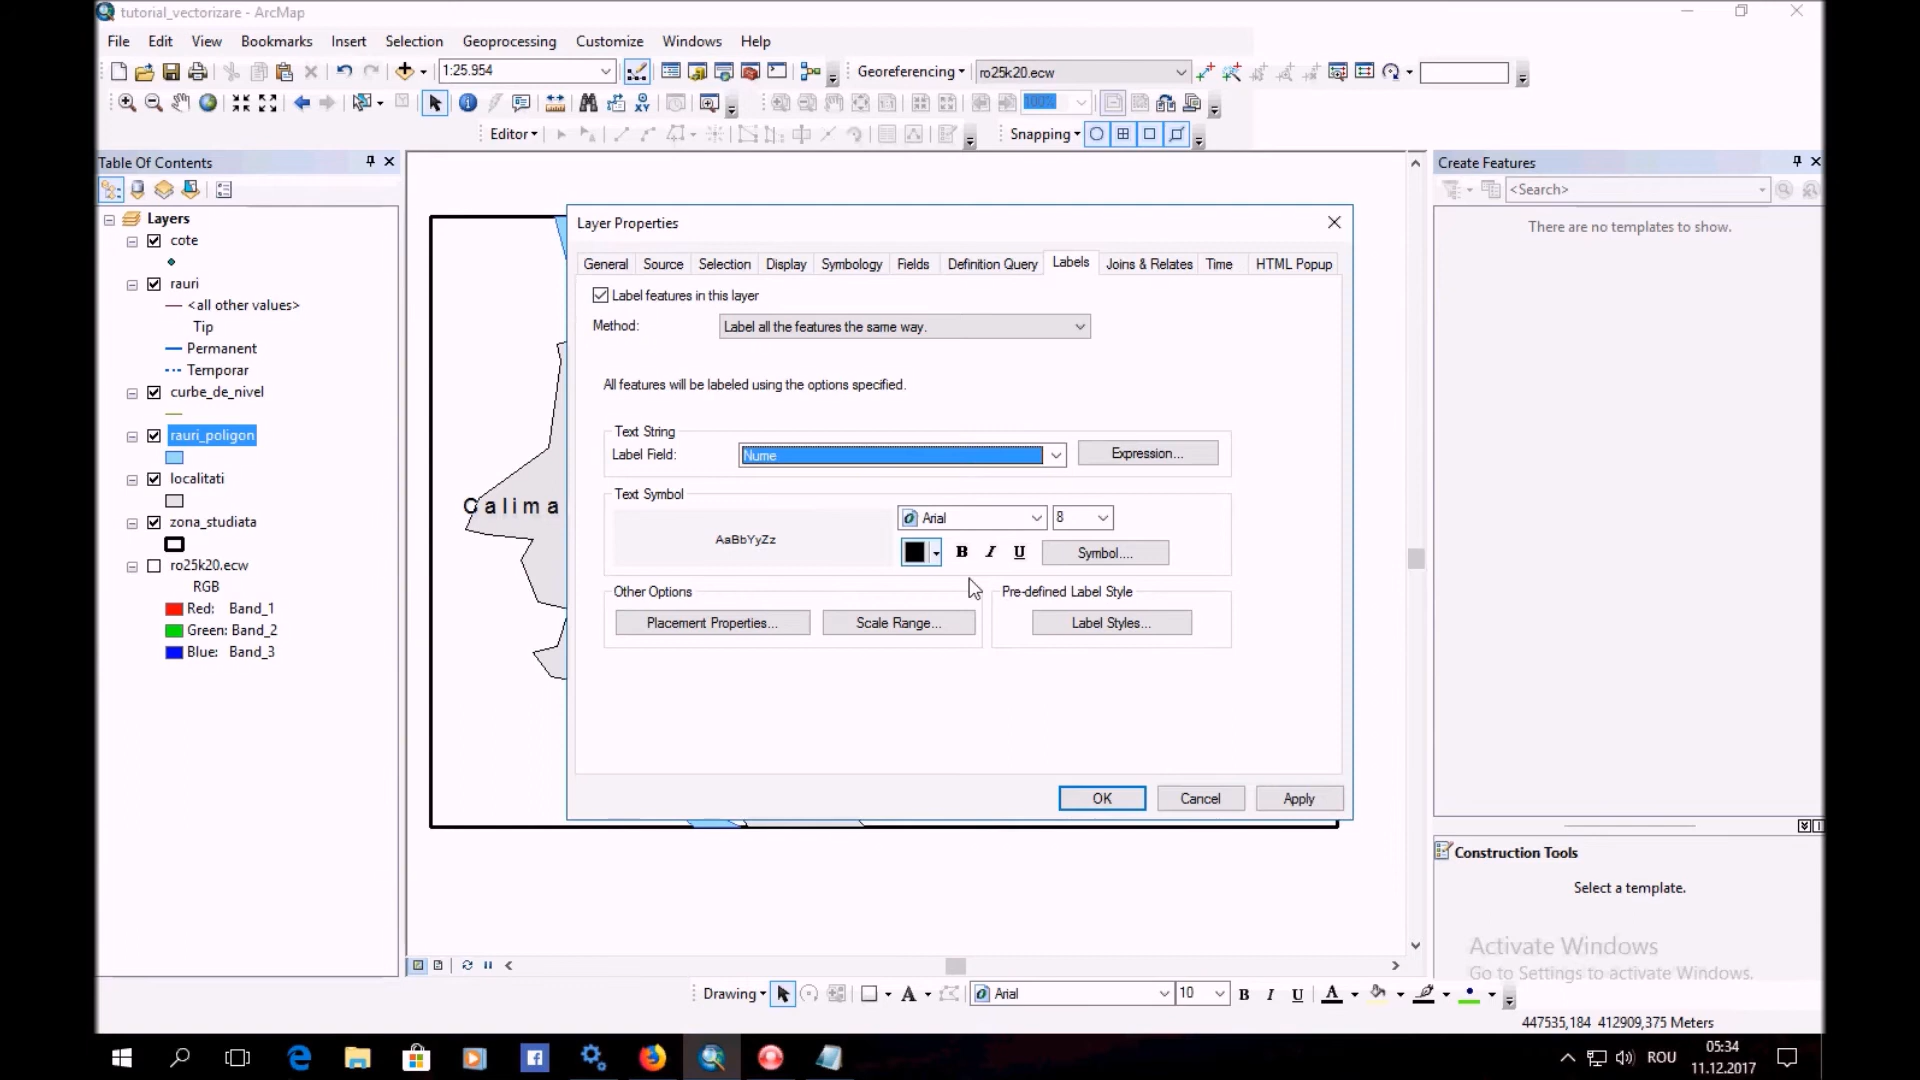 tutorial_vectorizare - ArcMap
File Edit View Bookmarks Insert Selection Geoprocessing Customize Windows Help
1:25.954 Georeferencing ro25k20.ecw
100%
Editor Snapping
Table Of Contents
Layers
cote
rauri
<all other values>
Tip
Permanent
Temporar
curbe_de_nivel
rauri_poligon
localitati
zona_studiata
ro25k20.ecw
RGB
Red: Band_1
Green: Band_2
Blue: Band_3
Calima
Layer Properties
General Source Selection Display Symbology Fields Definition Query Labels Joins & Relates Time HTML Popup
Label features in this layer
Method: Label all the features the same way.
All features will be labeled using the options specified.
Text String
Label Field: Nume Expression...
Text Symbol
AaBbYyZz
Arial 8
B I U Symbol....
Other Options
Placement Properties... Scale Range...
Pre-defined Label Style
Label Styles...
OK Cancel Apply
Create Features
<Search>
There are no templates to show.
Construction Tools
Select a template.
Activate Windows
Go to Settings to activate Windows.
Drawing A Arial 10 B I U A
447535,184 412909,375 Meters
ROU
05:34
11.12.2017